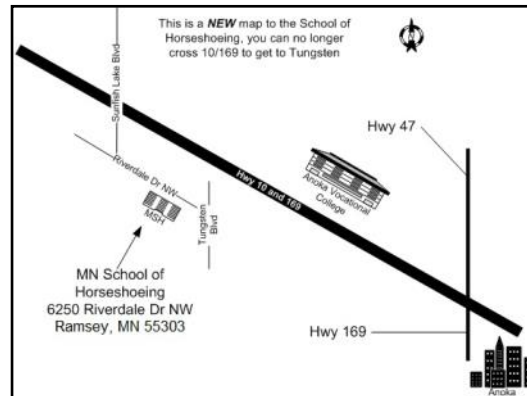 This is a NEW map to the School of
Horseshoeing, you can no longer
cross 10/169 to get to Tungsten
Sunfish Lake Blvd
Hwy 47
Riverdale Dr NW
Hwy 10 and 169
Anoka Vocational
College
MSH
Tungsten
Blvd
MN School of
Horseshoeing
6250 Riverdale Dr NW
Ramsey, MN 55303
Hwy 169
Anoka